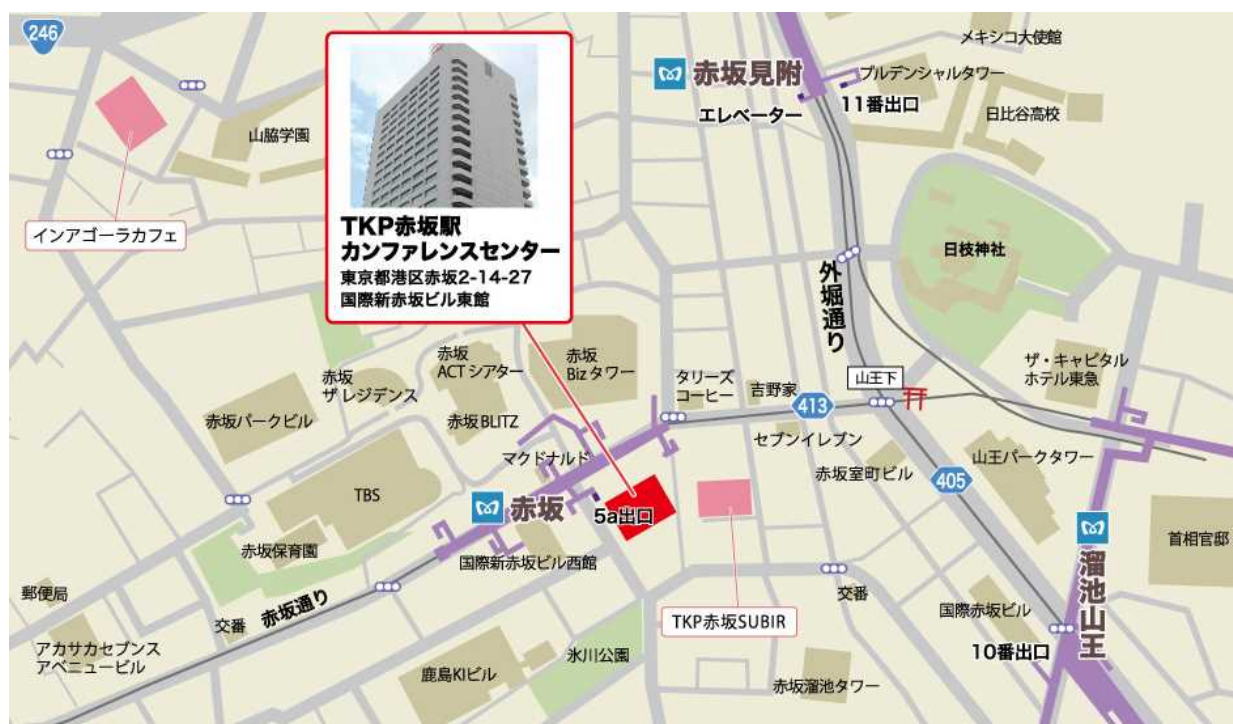 246
メキシコ大使館
赤坂見附
プルデンシャルタワー
エレベーター
11番出口
日比谷高校
山脇学園
インアゴーラカフェ
TKP赤坂駅
カンファレンスセンター
東京都港区赤坂2-14-27
国際新赤坂ビル東館
日枝神社
外堀通り
赤坂
ACTシアター
赤坂
Bizタワー
赤坂
ザ レジデンス
タリーズ
コーヒー
吉野家
413
山王下
ザ・キャピタル
ホテル東急
赤坂パークビル
赤坂BLITZ
マクドナルド
セブンイレブン
赤坂室町ビル
山王パークタワー
405
TBS
赤坂
5a出口
首相官邸
赤坂保育園
国際新赤坂ビル西館
溜池山王
郵便局
交番
赤坂通り
TKP赤坂SUBIR
交番
国際赤坂ビル
10番出口
アカサカセブンス
アベニュービル
鹿島KIビル
氷川公園
赤坂溜池タワー